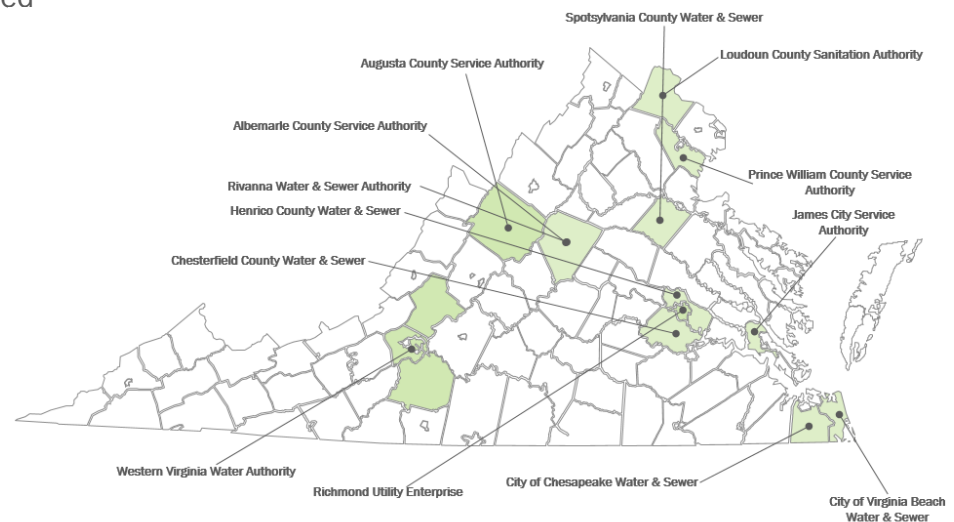 Spotsylvania County Water & Sewer
Loudoun County Sanitation Authority
Augusta County Service Authority
Albemarle County Service Authority
Prince William County Service
Authority
Rivanna Water & Sewer Authority
Henrico County Water & Sewer
James City Service
Authority
Chesterfield County Water & Sewer
Western Virginia Water Authority
Richmond Utility Enterprise
City of Chesapeake Water & Sewer
City of Virginia Beach
Water & Sewer